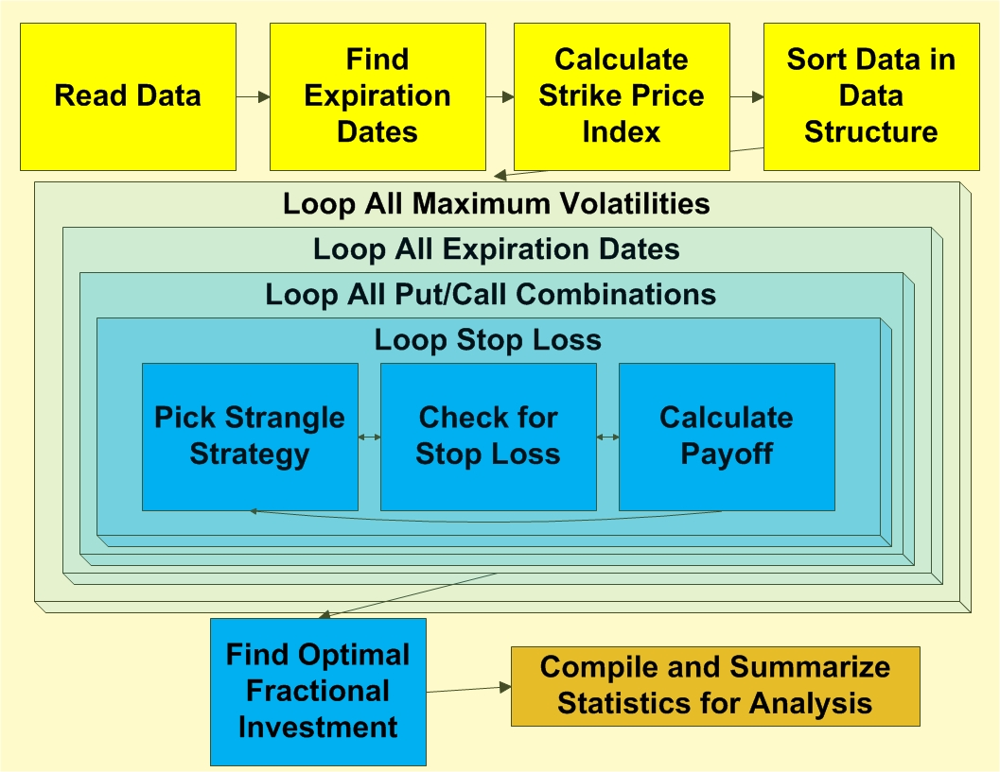 Read Data
Find
Expiration
Dates
Calculate
Strike Price
Index
Sort Data in
Data
Structure
Loop All Maximum Volatilities
Loop All Expiration Dates
Loop All Put/Call Combinations
Loop Stop Loss
Pick Strangle
Strategy
Check for
Stop Loss
Calculate
Payoff
Find Optimal
Fractional
Investment
Compile and Summarize
Statistics for Analysis